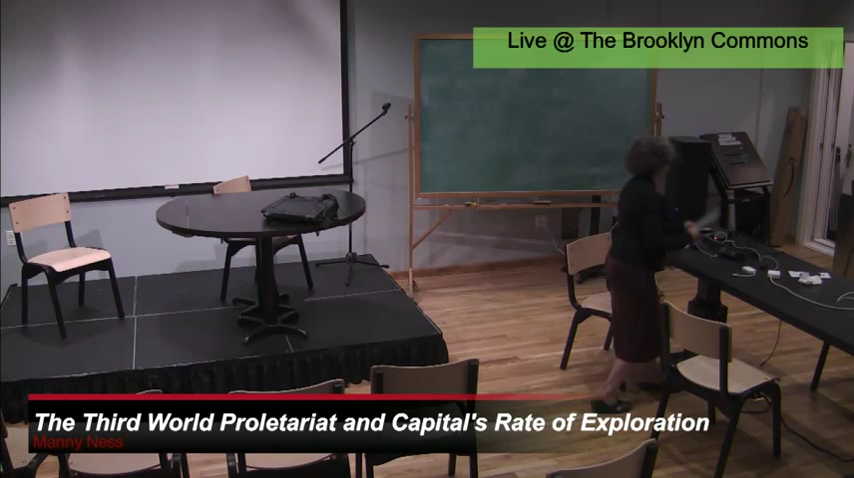 Live @ The Brooklyn Commons
The Third World Proletariat and Capital's Rate of Exploration
Manny Ness